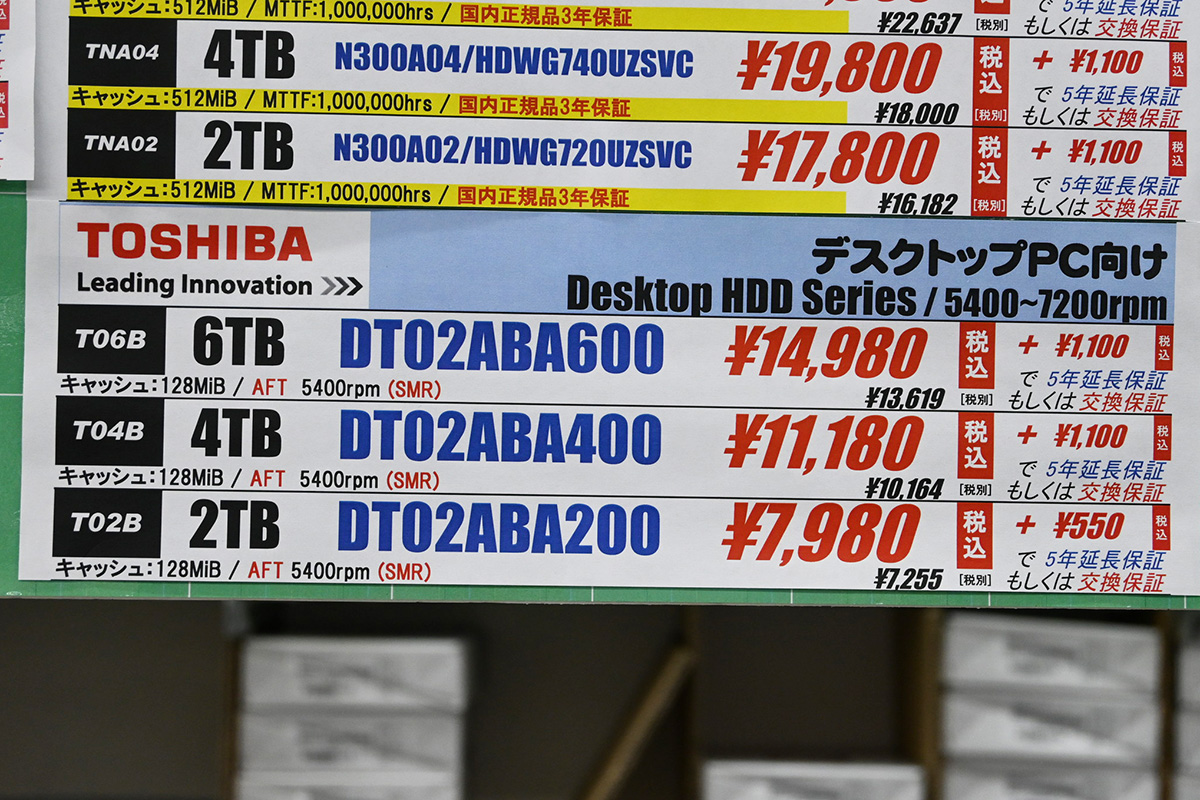 キャッシュ:512MiB / MTTF:1,000,000hrs / 国内正規品3年保証
¥22,637 [税別] もしくは 交換保証
で 5年延長保証
TNA04 4TB N300A04/HDWG740UZSVC ¥19,800 税込 + ¥1,100 税込
キャッシュ:512MiB / MTTF:1,000,000hrs / 国内正規品3年保証
¥18,000 [税別]
で 5年延長保証
もしくは 交換保証
TNA02 2TB N300A02/HDWG720UZSVC ¥17,800 税込 + ¥1,100 税込
キャッシュ:512MiB / MTTF:1,000,000hrs / 国内正規品3年保証
¥16,182 [税別]
で 5年延長保証
もしくは 交換保証
TOSHIBA
Leading Innovation >>>
デスクトップPC向け
Desktop HDD Series / 5400~7200rpm
T06B 6TB DT02ABA600 ¥14,980 税込 + ¥1,100 税込
キャッシュ:128MiB / AFT 5400rpm (SMR)
¥13,619 [税別]
で 5年延長保証
もしくは 交換保証
T04B 4TB DT02ABA400 ¥11,180 税込 + ¥1,100 税込
キャッシュ:128MiB / AFT 5400rpm (SMR)
¥10,164 [税別]
で 5年延長保証
もしくは 交換保証
T02B 2TB DT02ABA200 ¥7,980 税込 + ¥550 税込
キャッシュ:128MiB / AFT 5400rpm (SMR)
¥7,255 [税別]
で 5年延長保証
もしくは 交換保証